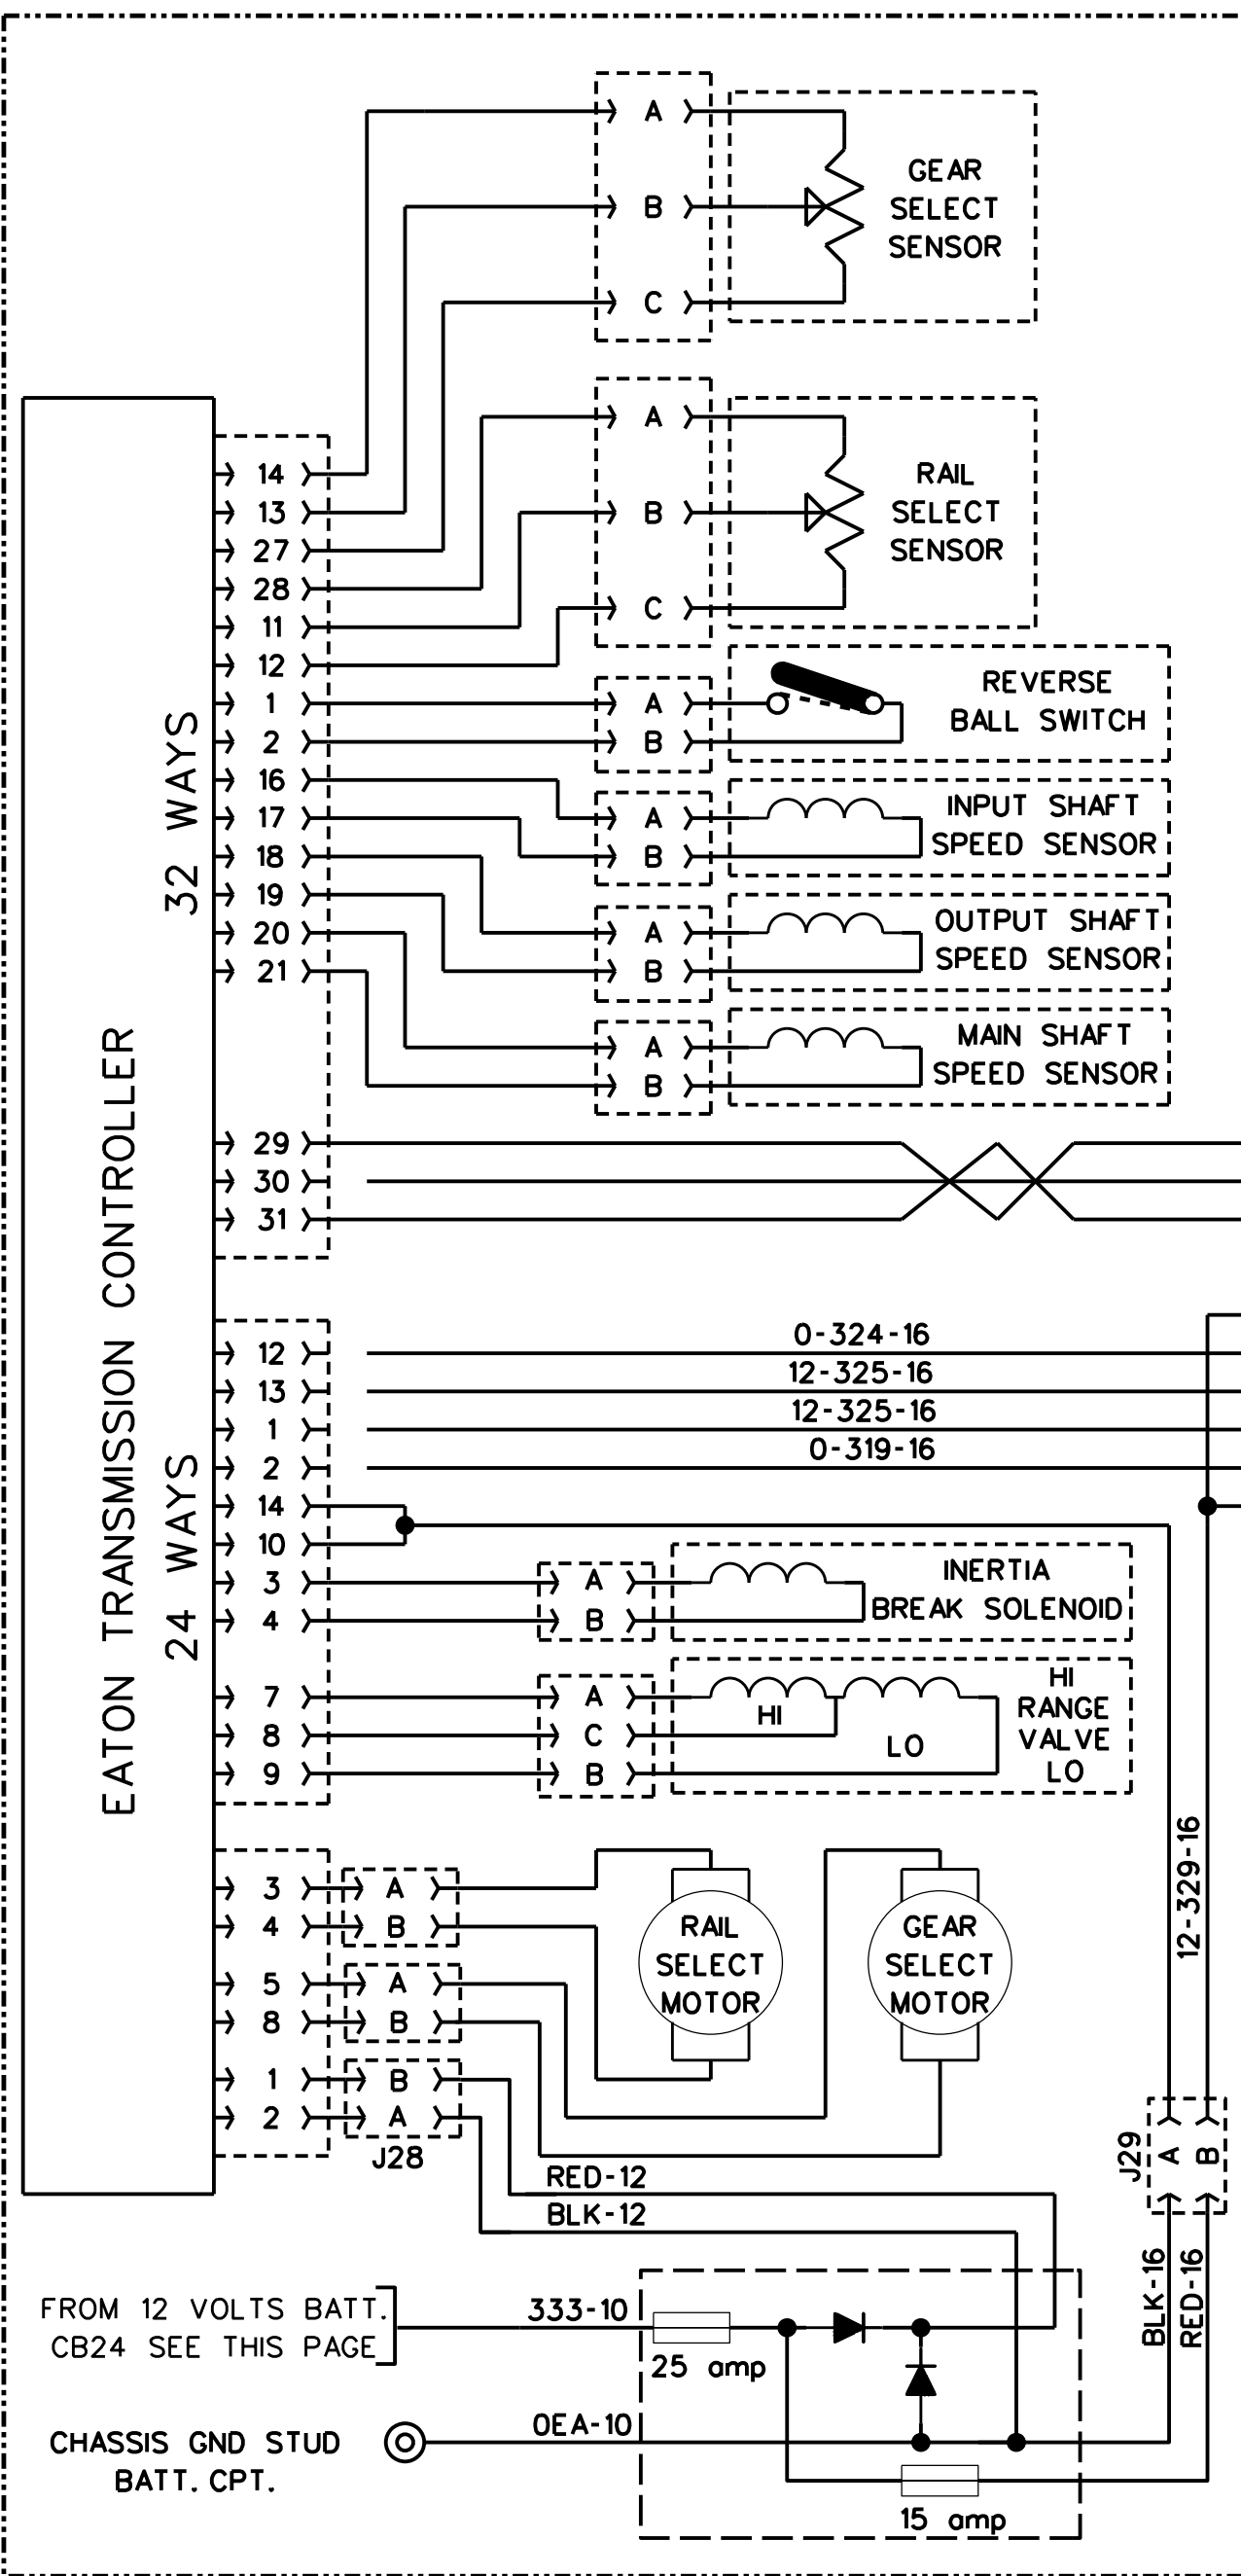 A
B
C
GEAR
SELECT
SENSOR
A
B
C
RAIL
SELECT
SENSOR
14
13
27
28
11
12
1
2
16
17
18
19
20
21
29
30
31
32 WAYS
A
B
REVERSE
BALL SWITCH
A
B
INPUT SHAFT
SPEED SENSOR
A
B
OUTPUT SHAFT
SPEED SENSOR
A
B
MAIN SHAFT
SPEED SENSOR
EATON TRANSMISSION CONTROLLER
24 WAYS
12
13
1
2
14
10
3
4
7
8
9
0-324-16
12-325-16
12-325-16
0-319-16
A
B
INERTIA
BREAK SOLENOID
A
C
B
HI
LO
HI
RANGE
VALVE
LO
12-329-16
3
4
5
8
1
2
A
B
A
B
B
A
J28
RAIL
SELECT
MOTOR
GEAR
SELECT
MOTOR
J29
A
B
RED-12
BLK-12
BLK-16
RED-16
FROM 12 VOLTS BATT.
CB24 SEE THIS PAGE
333-10
25 amp
CHASSIS GND STUD
BATT. CPT.
0EA-10
15 amp